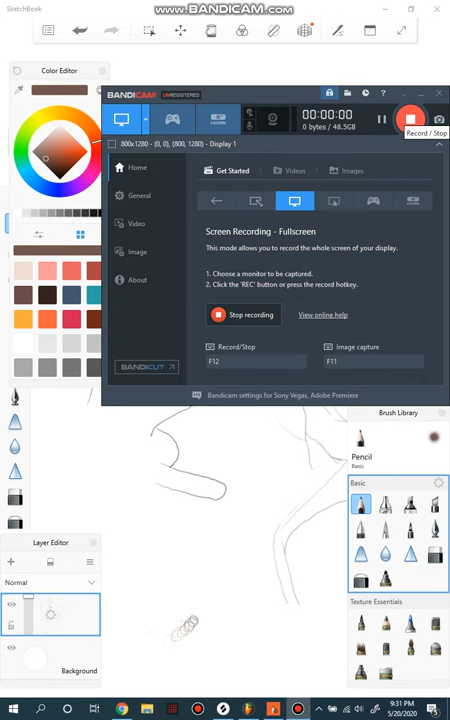 SketchBook
WWW.BANDICAM.COM
Color Editor
BANDICAM UNREGISTERED
00:00:00
0 bytes / 48.5GB
Record / Stop
800x1280 - (0, 0), (800, 1280) - Display 1
Home
General
Video
Image
About
BANDICUT
Get Started
Videos
Images
Screen Recording - Fullscreen
This mode allows you to record the whole screen of your display.
1. Choose a monitor to be captured.
2. Click the 'REC' button or press the record hotkey.
Stop recording
View online help
Record/Stop
F12
Image capture
F11
Bandicam settings for Sony Vegas, Adobe Premiere
Brush Library
Pencil
Basic
Basic
Texture Essentials
Layer Editor
Normal
Background
9:31 PM
5/20/2020